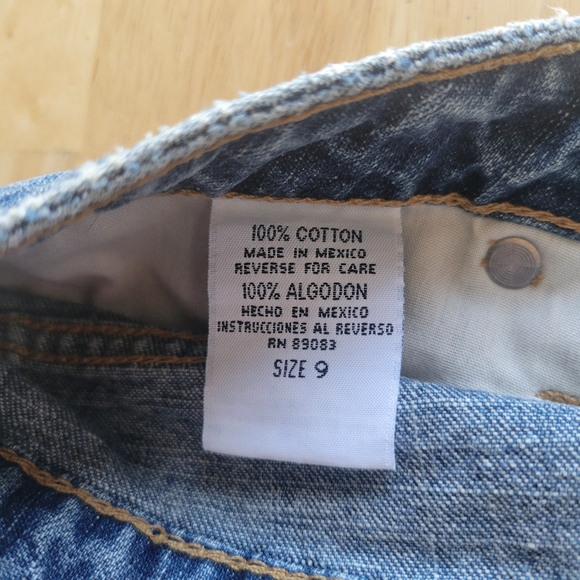 100% COTTON
MADE IN MEXICO
REVERSE FOR CARE
100% ALGODON
HECHO EN MEXICO
INSTRUCCIONES AL REVERSO
RN 89083
SIZE 9